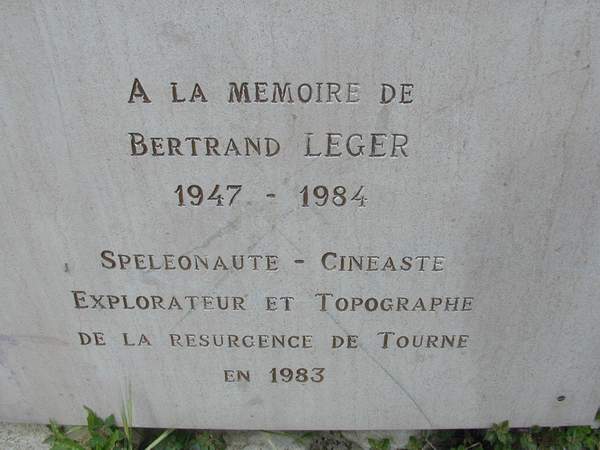 A LA MEMOIRE DE
BERTRAND LEGER
1947 - 1984
SPELEONAUTE - CINEASTE
EXPLORATEUR ET TOPOGRAPHE
DE LA RESURGENCE DE TOURNE
EN 1983